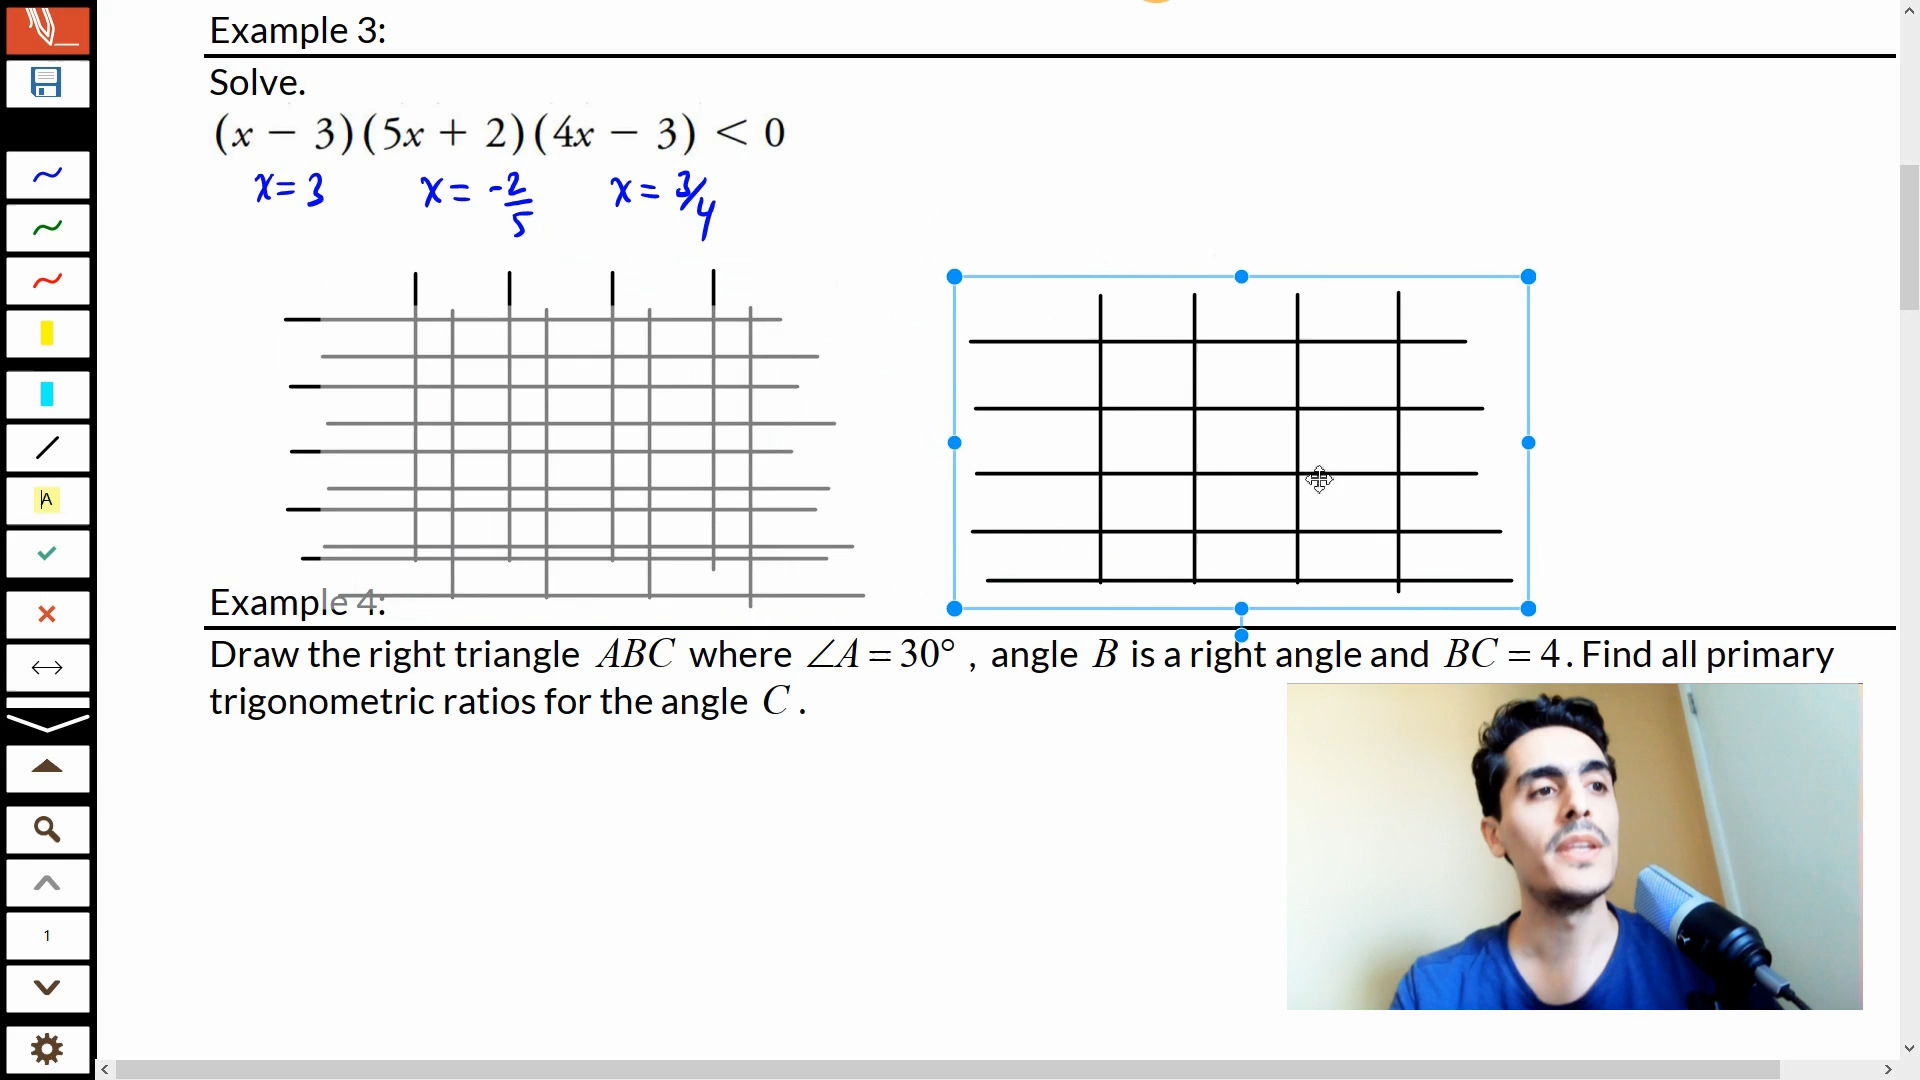 Example 3:
Solve.
(x − 3)(5x + 2)(4x − 3) < 0
x = 3 x = -2/5 x = 3/4
Example 4:
Draw the right triangle ABC where ∠A = 30° , angle B is a right angle and BC = 4. Find all primary
trigonometric ratios for the angle C .
A
1